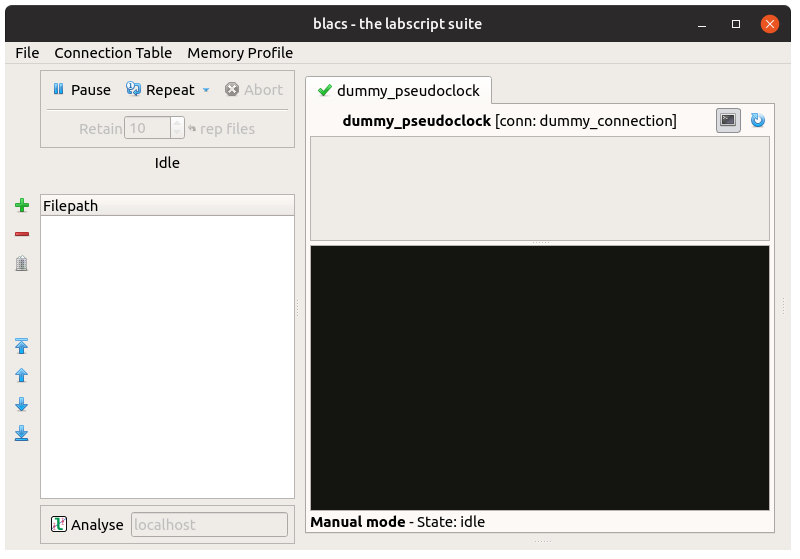 blacs - the labscript suite
File Connection Table Memory Profile
Pause Repeat Abort
Retain 10 rep files
Idle
Filepath
Analyse localhost
dummy_pseudoclock
dummy_pseudoclock [conn: dummy_connection]
Manual mode - State: idle